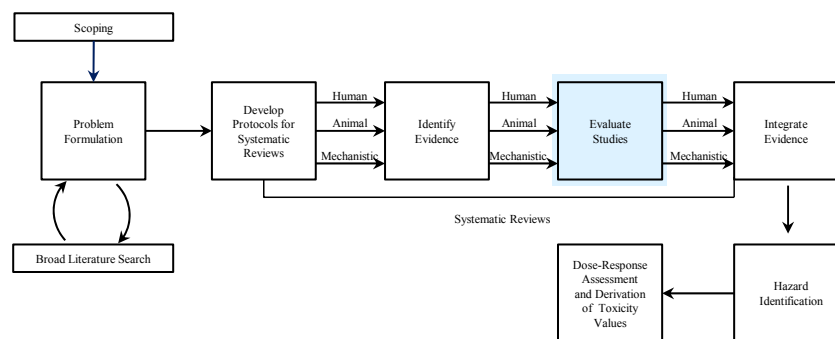 Scoping
Problem
Formulation
Broad Literature Search
Develop
Protocols for
Systematic
Reviews
Human
Animal
Mechanistic
Identify
Evidence
Human
Animal
Mechanistic
Evaluate
Studies
Human
Animal
Mechanistic
Integrate
Evidence
Systematic Reviews
Hazard
Identification
Dose-Response
Assessment
and Derivation
of Toxicity
Values